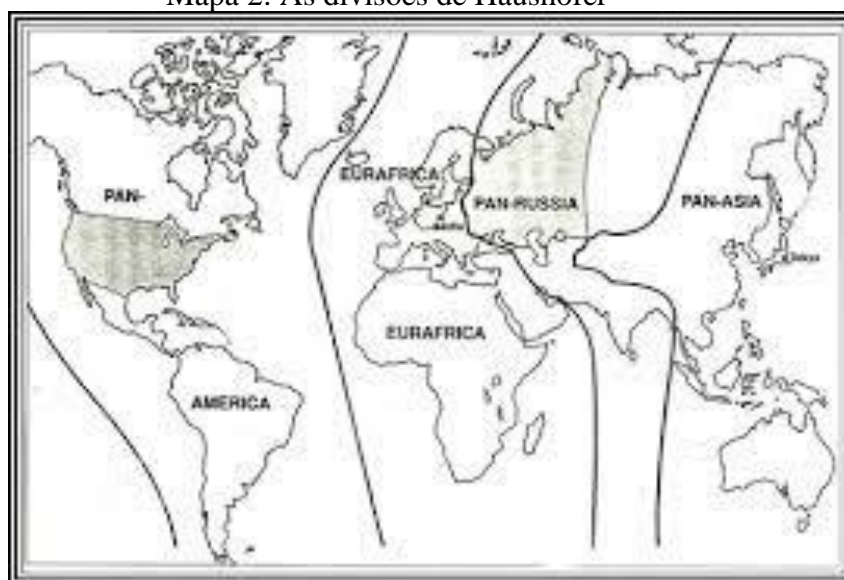 Mapa 2: As divisões de Haushofer
EURAFRICA
PAN-
PAN-RUSSIA
PAN-ASIA
EURAFRICA
AMERICA